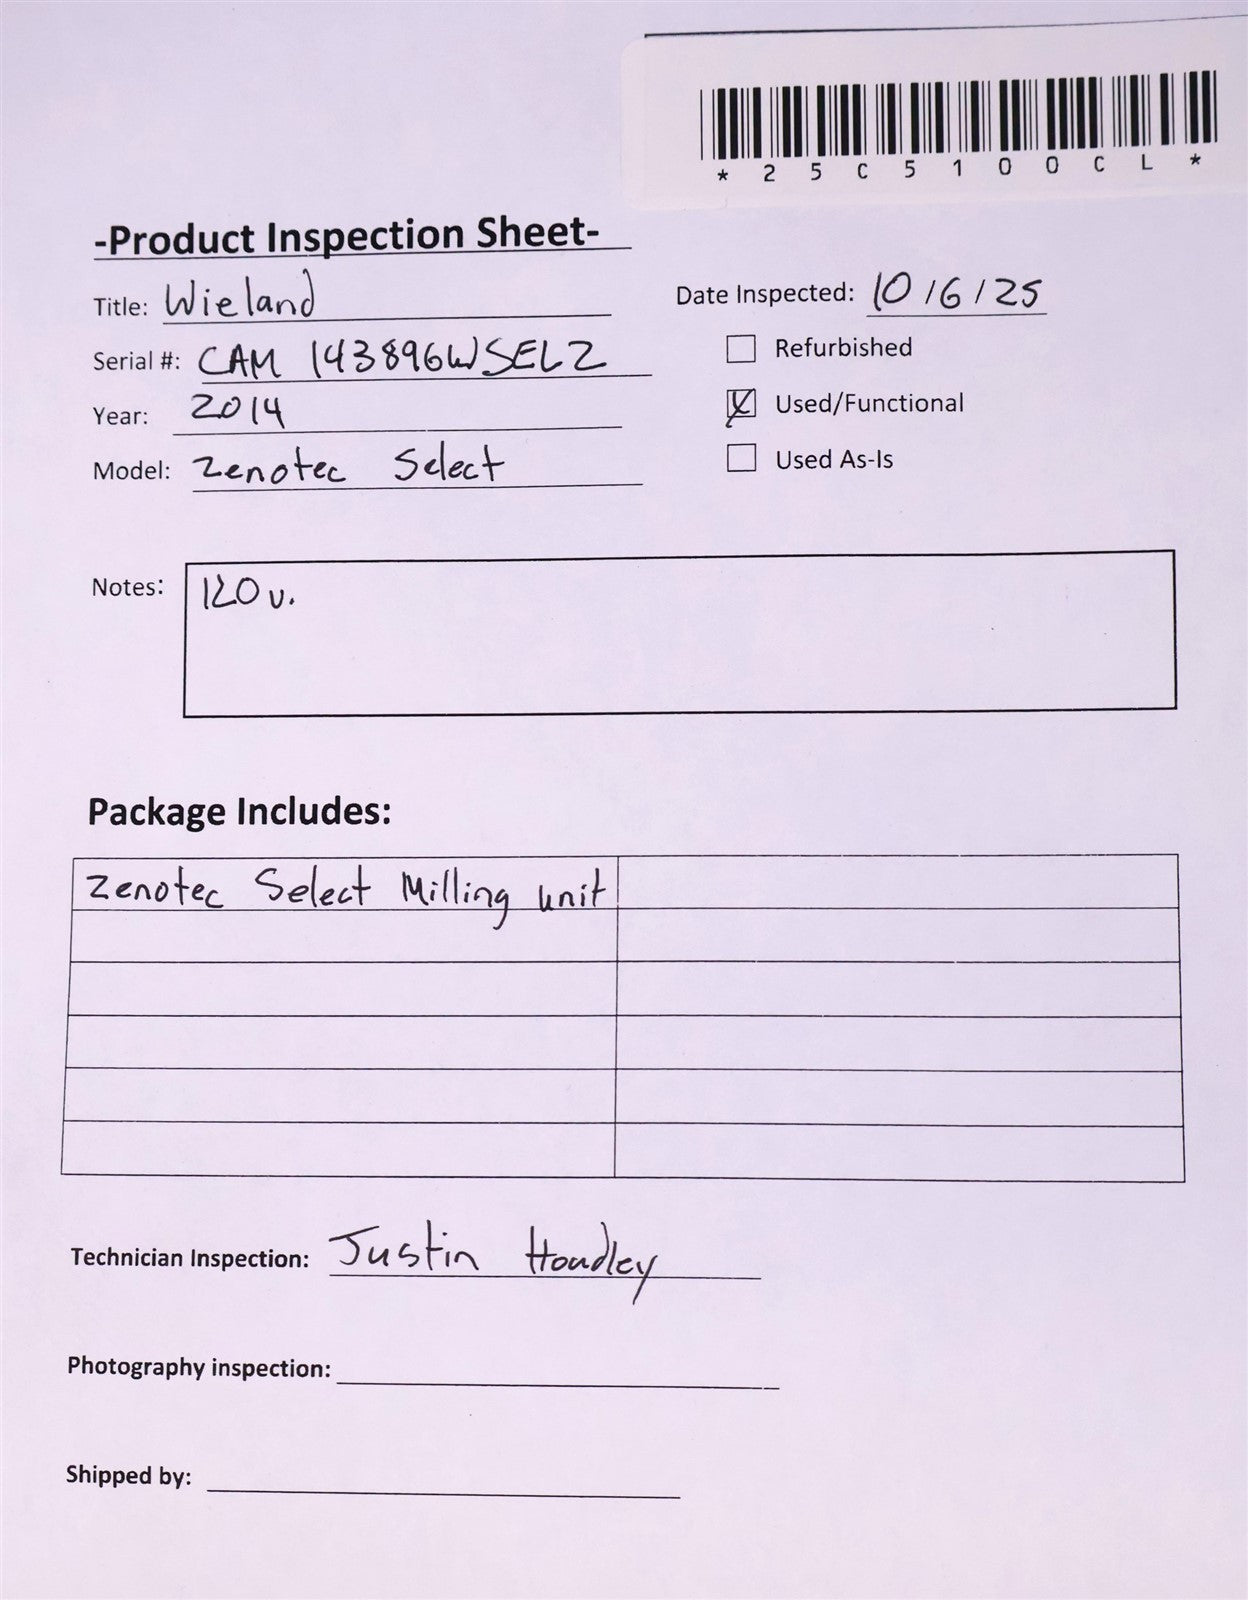 *25C5100CL*
-Product Inspection Sheet-
Title: Wieland
Date Inspected: 10/6/25
Serial #: CAM 143896WSEL2
Refurbished
Year: 2014
Used/Functional
Model: Zenotec Select
Used As-Is
Notes: 120v.
Package Includes:
Zenotec Select Milling unit
Technician Inspection: Justin Hoadley
Photography inspection:
Shipped by: